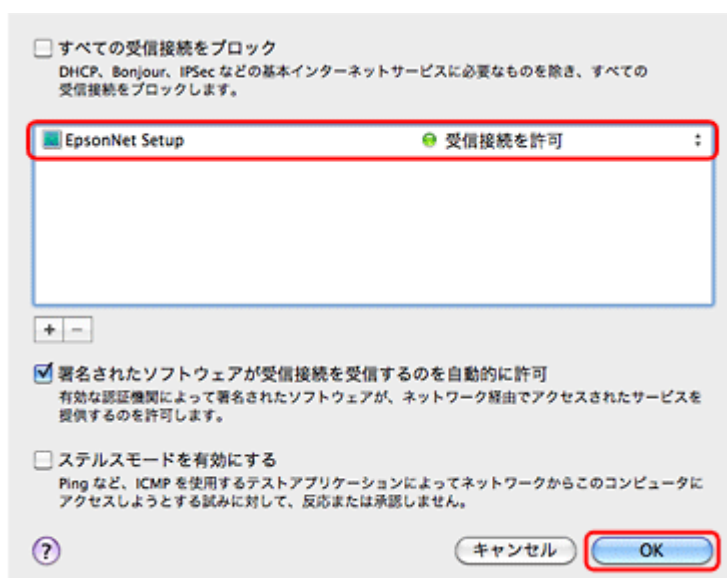 すべての受信接続をブロック
DHCP、Bonjour、IPSec などの基本インターネットサービスに必要なものを除き、すべての
受信接続をブロックします。
EpsonNet Setup 受信接続を許可
+ −
署名されたソフトウェアが受信接続を受信するのを自動的に許可
有効な認証機関によって署名されたソフトウェアが、ネットワーク経由でアクセスされたサービスを
提供するのを許可します。
ステルスモードを有効にする
Ping など、ICMP を使用するテストアプリケーションによってネットワークからこのコンピュータに
アクセスしようとする試みに対して、反応または承認しません。
? キャンセル OK